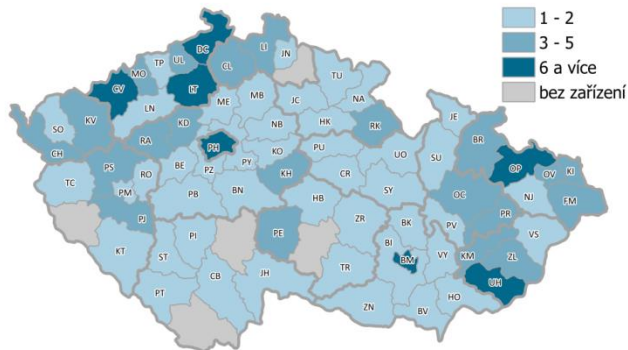 1 - 2
3 - 5
6 a více
bez zařízení
DC
LI
JN
UL
TP
MO
CL
CV
LT
TU
LN
ME
MB
JC
NA
SO
KV
JE
KD
RA
NB
HK
RK
BR
CH
PH
KO
PU
UO
SU
OP
OV
KI
PS
RO
BE
PZ
PY
KH
CR
TC
PM
PB
BN
SY
OC
NJ
FM
HB
PJ
PE
ZR
BK
PV
PR
VS
KT
ST
PI
BI
BM
VY
KM
ZL
CB
JH
TR
UH
PT
ZN
BV
HO